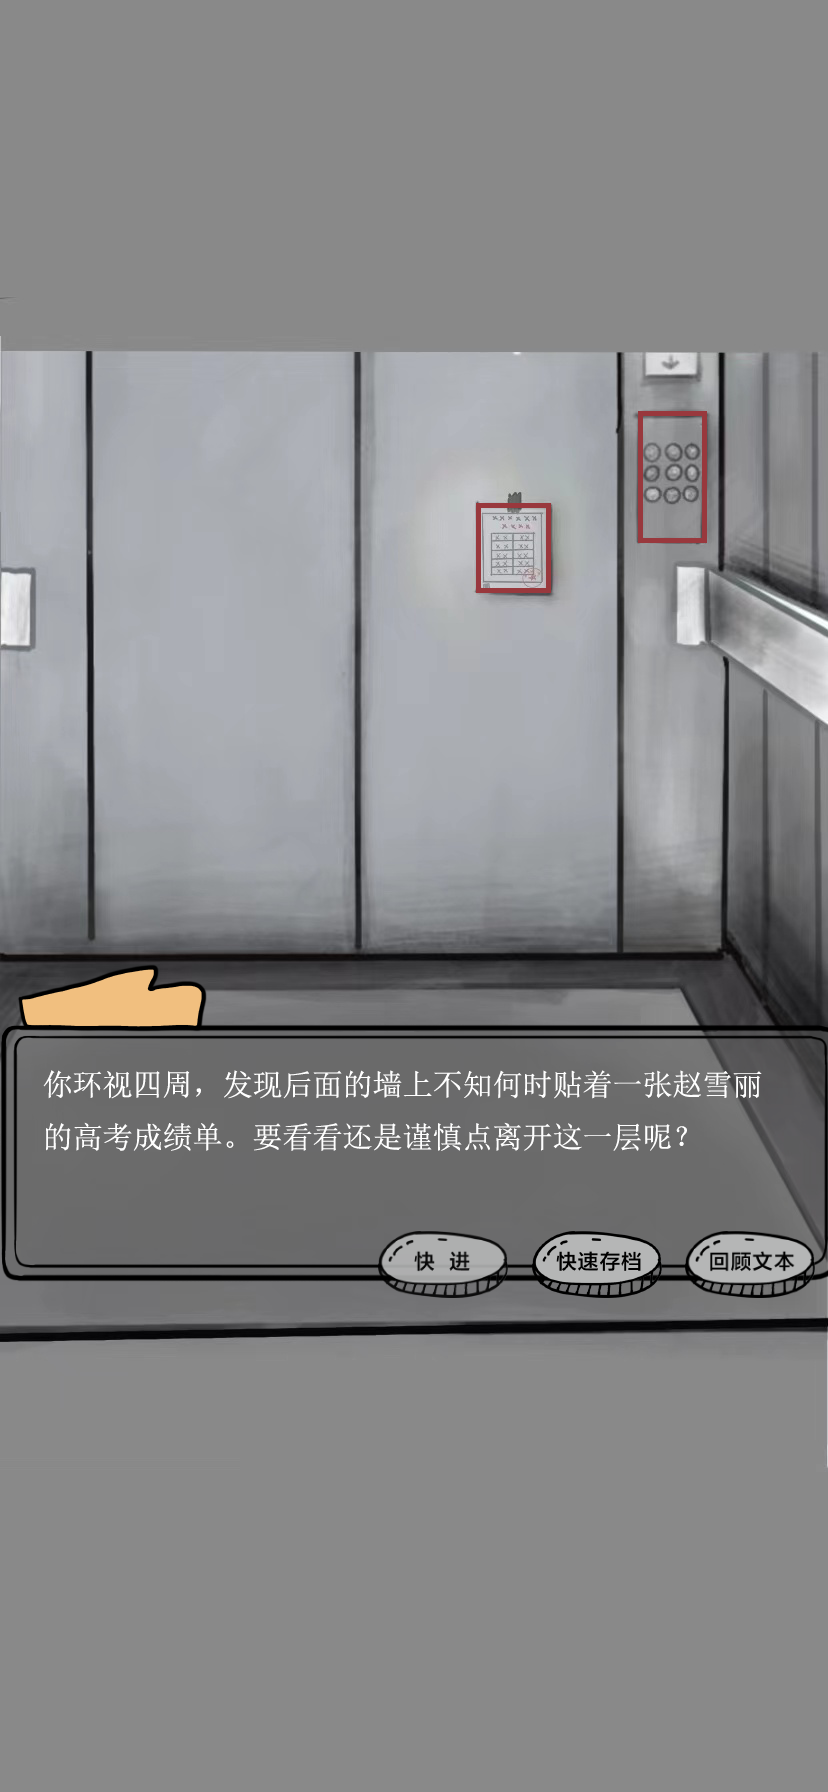 你环视四周，发现后面的墙上不知何时贴着一张赵雪丽
的高考成绩单。要看看还是谨慎点离开这一层呢？
快 进
快速存档
回顾文本